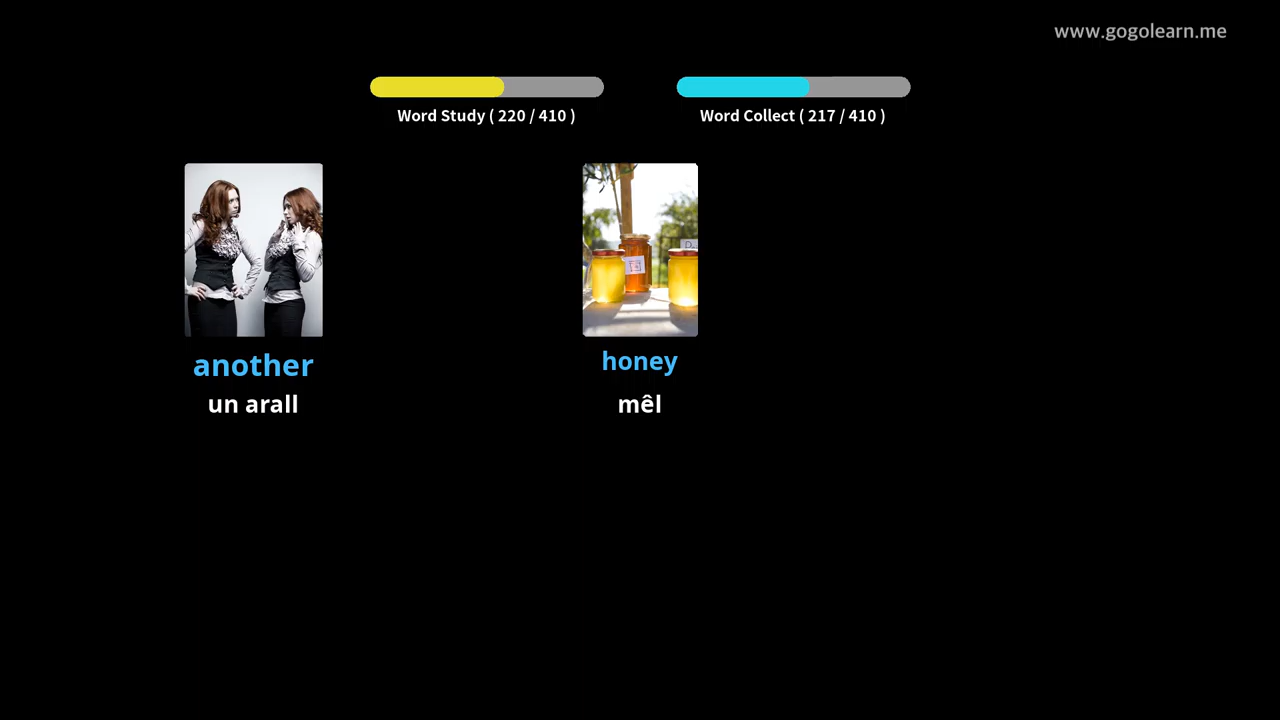 www.gogolearn.me
Word Study ( 220 / 410 )
Word Collect ( 217 / 410 )
another
un arall
honey
mêl